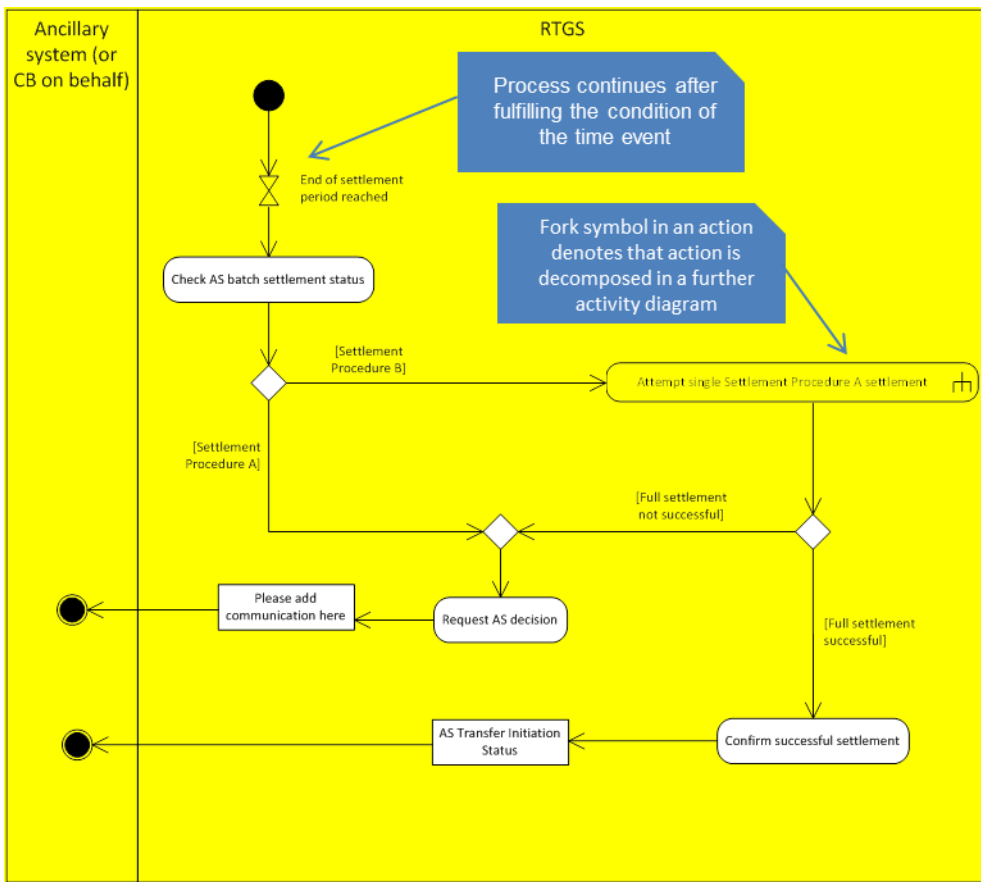 Ancillary
system (or
CB on behalf)
RTGS
Process continues after
fulfilling the condition of
the time event
End of settlement
period reached
Fork symbol in an action
denotes that action is
decomposed in a further
activity diagram
Check AS batch settlement status
[Settlement
Procedure B]
Attempt single Settlement Procedure A settlement
[Settlement
Procedure A]
[Full settlement
not successful]
Please add
communication here
Request AS decision
[Full settlement
successful]
AS Transfer Initiation
Status
Confirm successful settlement